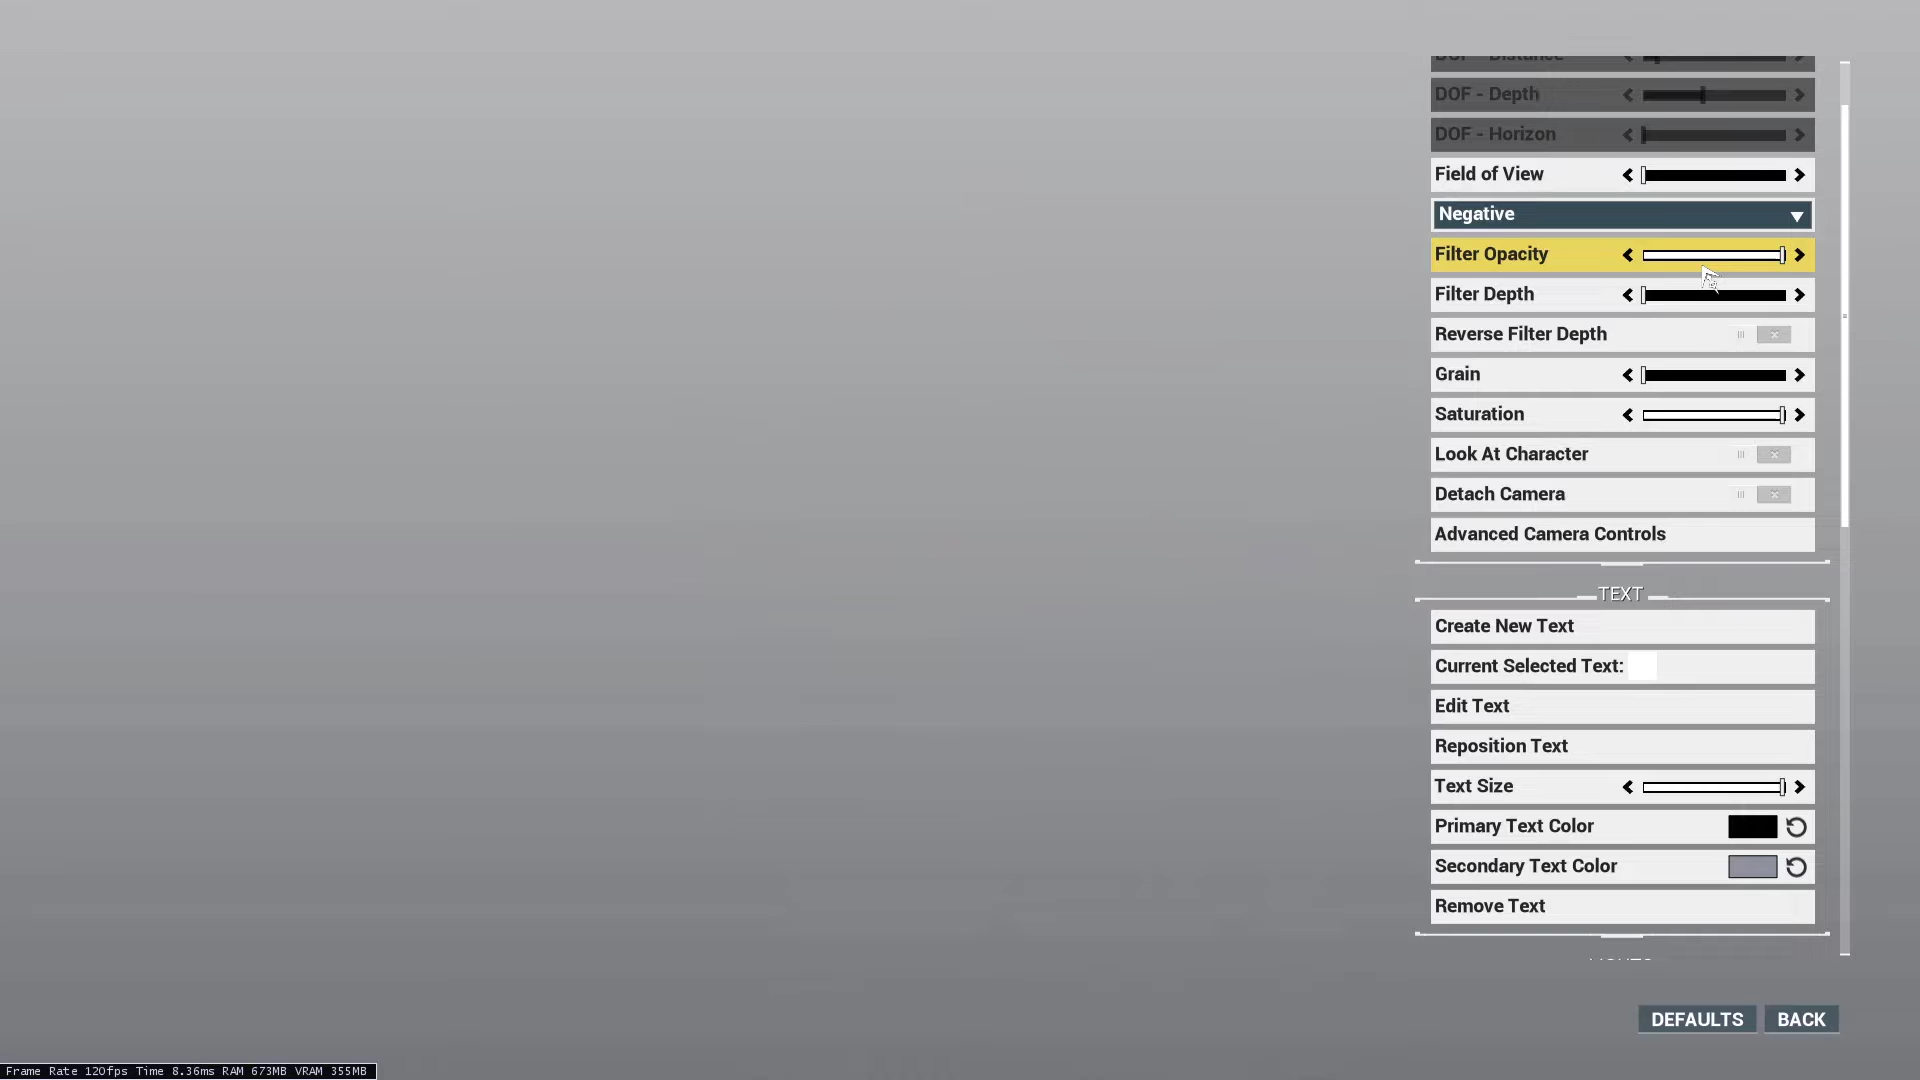 DOF - Distance
DOF - Depth
DOF - Horizon
Field of View
Negative
Filter Opacity
Filter Depth
Reverse Filter Depth
Grain
Saturation
Look At Character
Detach Camera
Advanced Camera Controls
TEXT
Create New Text
Current Selected Text:
Edit Text
Reposition Text
Text Size
Primary Text Color
Secondary Text Color
Remove Text
DEFAULTS BACK
Frame Rate 120fps Time 8.36ms RAM 673MB VRAM 355MB